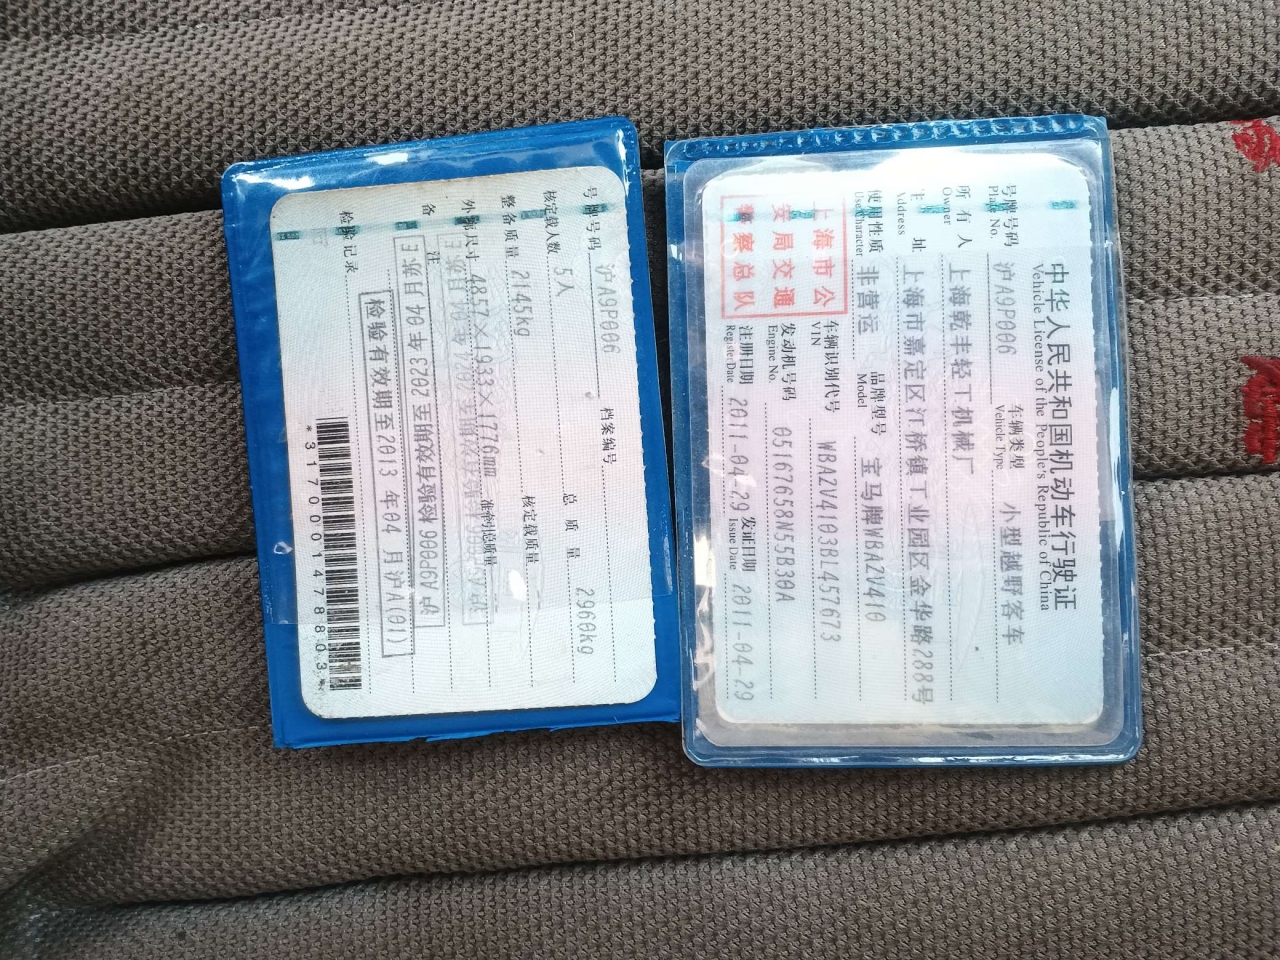 中华人民共和国机动车行驶证
Vehicle License of the People's Republic of China
号牌号码 沪A9P006 车辆类型 小型越野客车
Plate No. Vehicle Type
所有人 上海乾丰轻工机械厂
Owner
住址 上海市嘉定区江桥镇工业园区金华路288号
Address
使用性质 非营运 品牌型号 宝马牌WBAZV410
Use Character Model
上海市公
安局交通
警察总队
车辆识别代号 WBAZV4103BL457673
VIN
发动机号码 05167658N55B30A
Engine No.
注册日期 2011-04-29 发证日期 2011-04-29
Register Date Issue Date
号牌号码 沪A9P006 档案编号
核定载人数 5人 总质量 2960kg
整备质量 2145kg 核定载质量
外廓尺寸 4857×1933×1776mm 准牵引总质量
备注
沪A9P006检验有效期至2023年04月沪E
检验有效期至2013年04月沪A(01)
检验记录
*3170001478803*